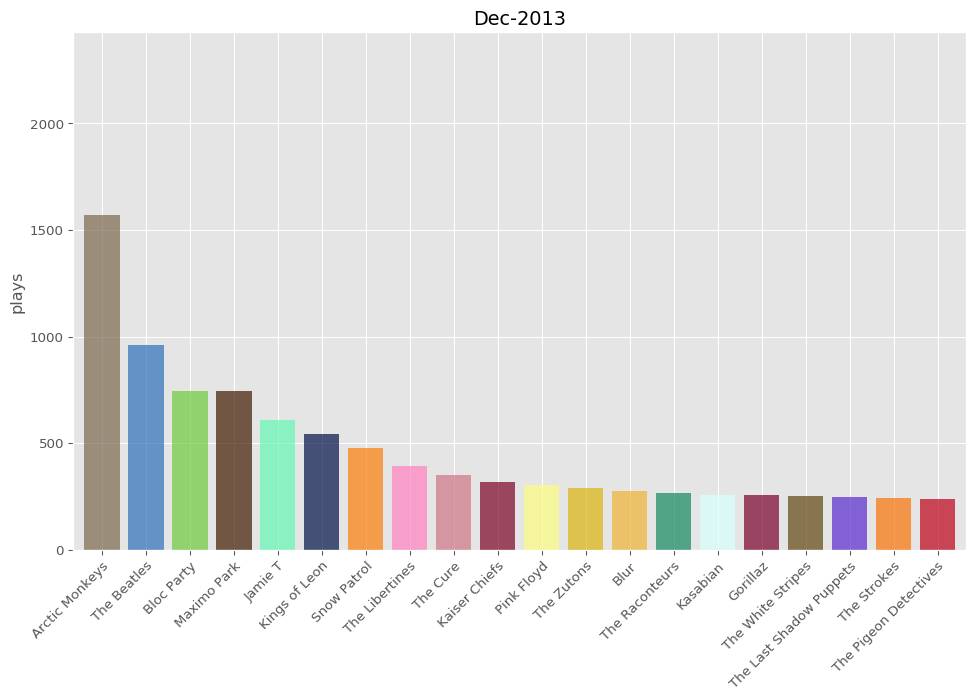 Dec-2013
plays
2000
1500
1000
500
0
Arctic Monkeys
The Beatles
Bloc Party
Maximo Park
Jamie T
Kings of Leon
Snow Patrol
The Libertines
The Cure
Kaiser Chiefs
Pink Floyd
The Zutons
Blur
The Raconteurs
Kasabian
Gorillaz
The White Stripes
The Last Shadow Puppets
The Strokes
The Pigeon Detectives